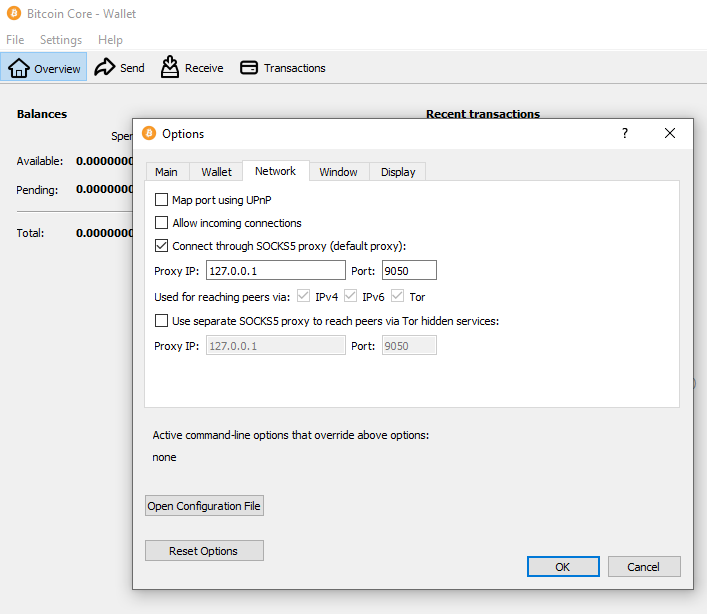 Bitcoin Core - Wallet
File Settings Help
Overview Send Receive Transactions
Balances
Recent transactions
Available: 0.0000000
Pending: 0.0000000
Total: 0.0000000
Options
?
Main Wallet Network Window Display
Map port using UPnP
Allow incoming connections
Connect through SOCKS5 proxy (default proxy):
Proxy IP: 127.0.0.1 Port: 9050
Used for reaching peers via: IPv4 IPv6 Tor
Use separate SOCKS5 proxy to reach peers via Tor hidden services:
Proxy IP: 127.0.0.1 Port: 9050
Active command-line options that override above options:
none
Open Configuration File
Reset Options
OK Cancel